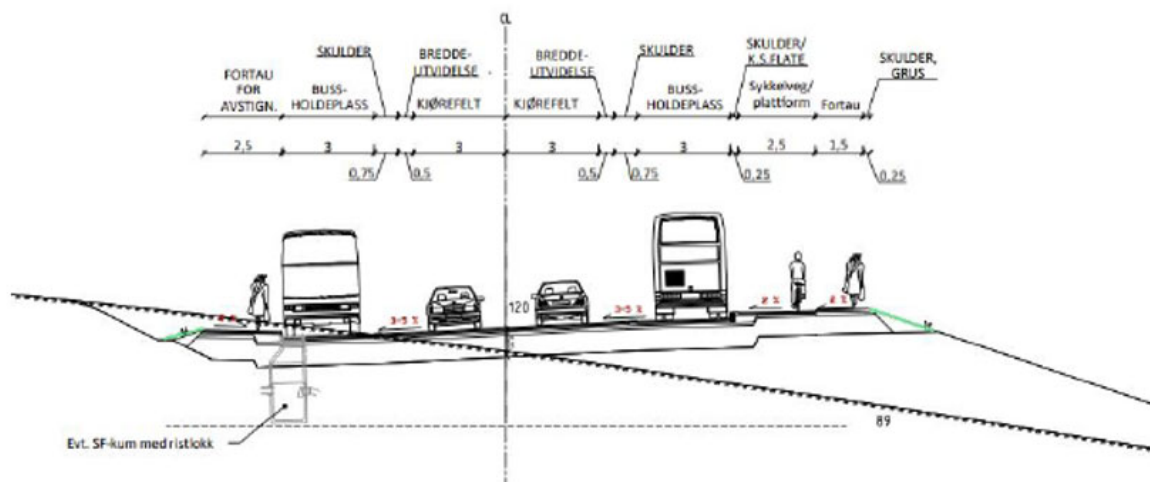 CL
FORTAU
FOR
AVSTIGN.
BUSS-
HOLDEPLASS
SKULDER
BREDDE-
UTVIDELSE
KJØREFELT
BREDDE-
UTVIDELSE
KJØREFELT
SKULDER
BUSS-
HOLDEPLASS
SKULDER/
K.S.FLATE
Sykkelveg/
plattform
Fortau
SKULDER,
GRUS
2,5
3
0,75
0,5
3
3
0,5
0,75
3
0,25
2,5
1,5
0,25
3-5 %
120
3-5 %
2 %
2 %
89
Evt. SF-kum med ristlokk